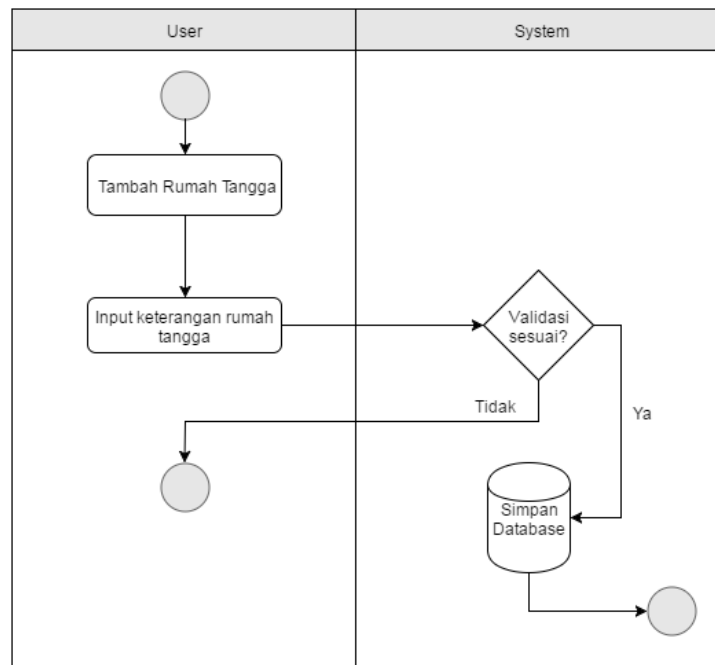 User
System
Tambah Rumah Tangga
Input keterangan rumah
tangga
Validasi
sesuai?
Tidak
Ya
Simpan
Database